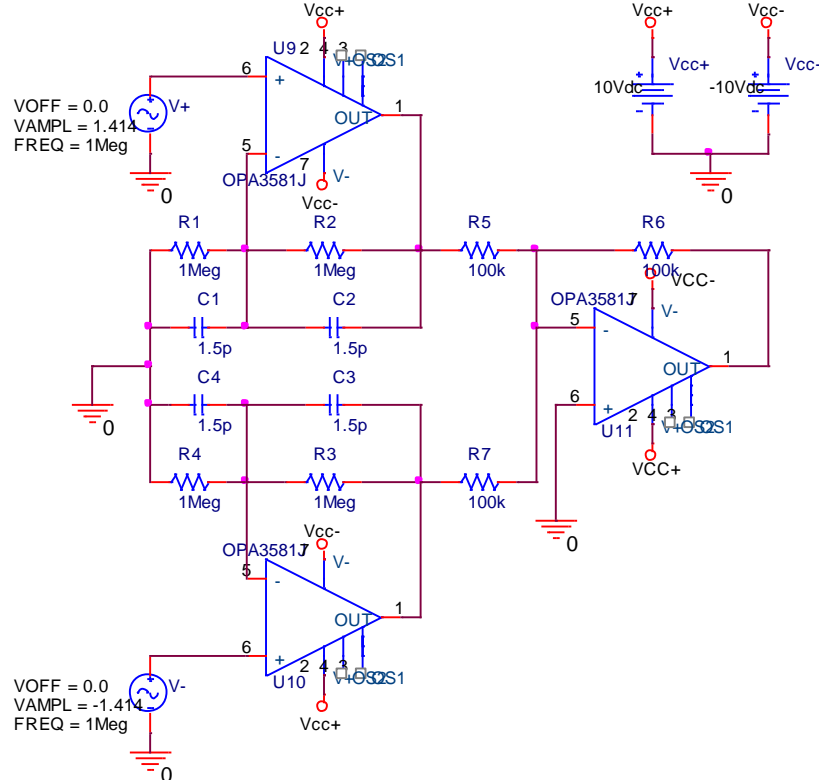 Vcc+
Vcc+
Vcc-
U9
2 4 3
V+
OS2
OS1
6
+
V+
VOFF = 0.0
VAMPL = 1.414
FREQ = 1Meg
0
OUT
1
5
-
7
V-
OPA3581J
Vcc-
Vcc+
10Vdc
Vcc-
-10Vdc
0
R1
1Meg
R2
1Meg
R5
100k
R6
100k
C1
1.5p
C2
1.5p
VCC-
OPA3581J
7
V-
5
-
OUT
1
6
+
2 4 3
V+
OS2
OS1
U11
VCC+
0
0
C4
1.5p
C3
1.5p
R4
1Meg
R3
1Meg
R7
100k
Vcc-
OPA3581J
7
V-
5
-
OUT
1
6
+
2 4 3
V+
OS2
OS1
U10
Vcc+
V-
VOFF = 0.0
VAMPL = -1.414
FREQ = 1Meg
0